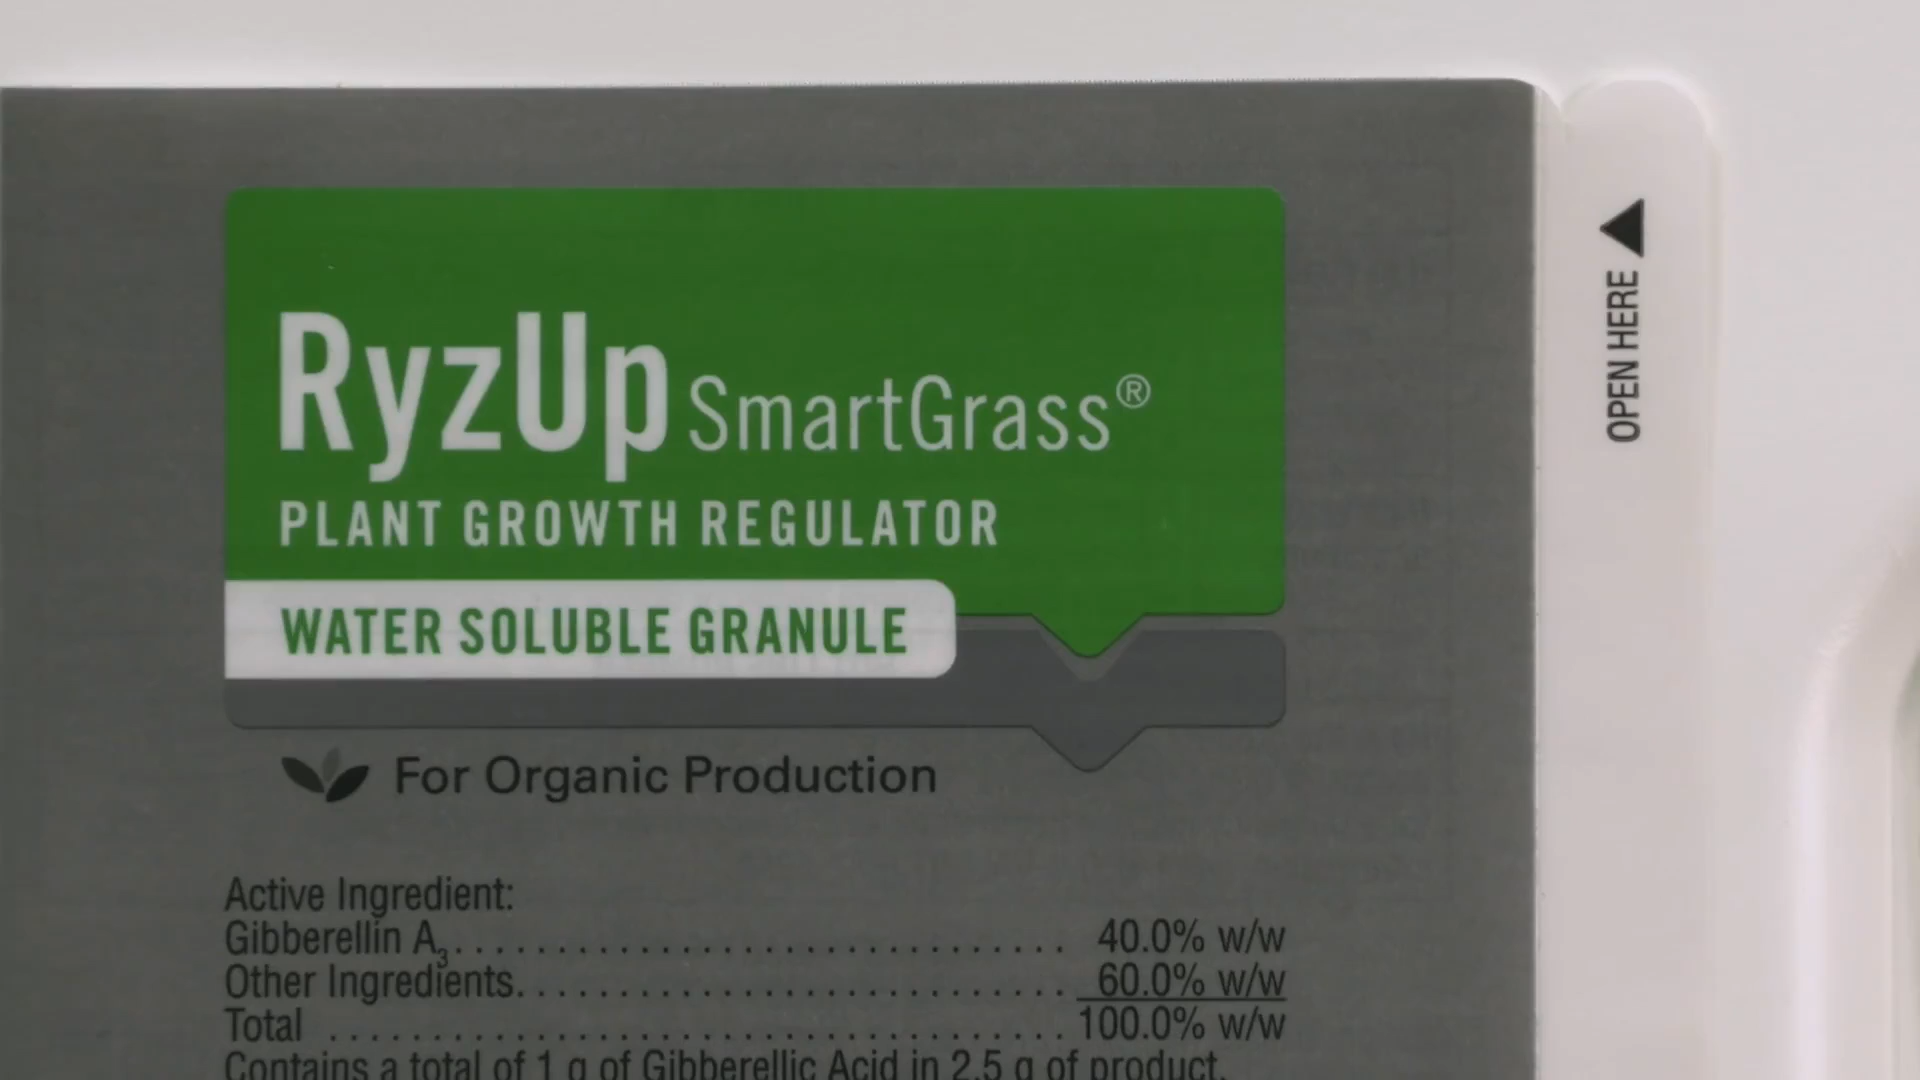 RyzUp SmartGrass®
PLANT GROWTH REGULATOR
WATER SOLUBLE GRANULE
For Organic Production
Active Ingredient:
Gibberellin A₃. . . . . . . . . . . . . . . . . . . . . . . . . . . . . . 40.0% w/w
Other Ingredients. . . . . . . . . . . . . . . . . . . . . . . . . . . 60.0% w/w
Total . . . . . . . . . . . . . . . . . . . . . . . . . . . . . . . . . . . . 100.0% w/w
Contains a total of 1 g of Gibberellic Acid in 2.5 g of product.
OPEN HERE